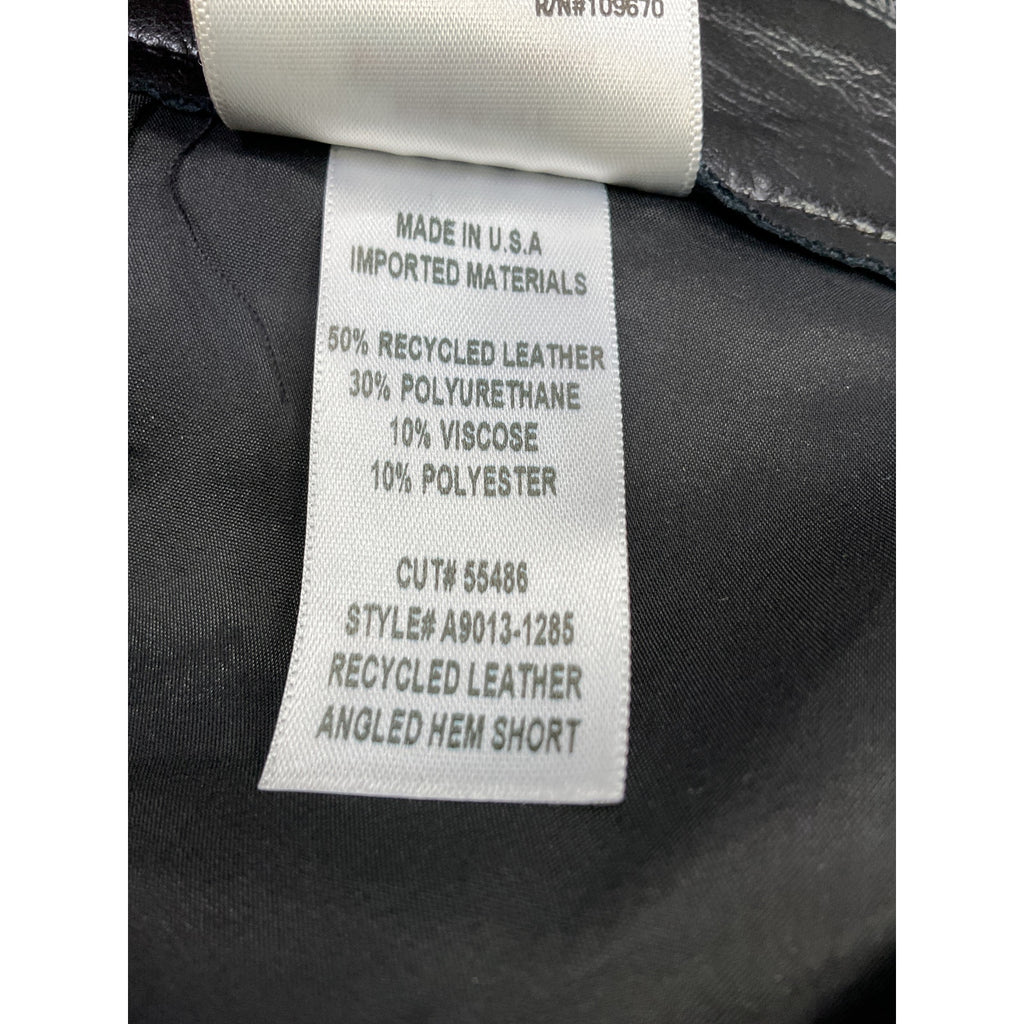 R/N#109670
MADE IN U.S.A
IMPORTED MATERIALS
50% RECYCLED LEATHER
30% POLYURETHANE
10% VISCOSE
10% POLYESTER
CUT# 55486
STYLE# A9013-1285
RECYCLED LEATHER
ANGLED HEM SHORT